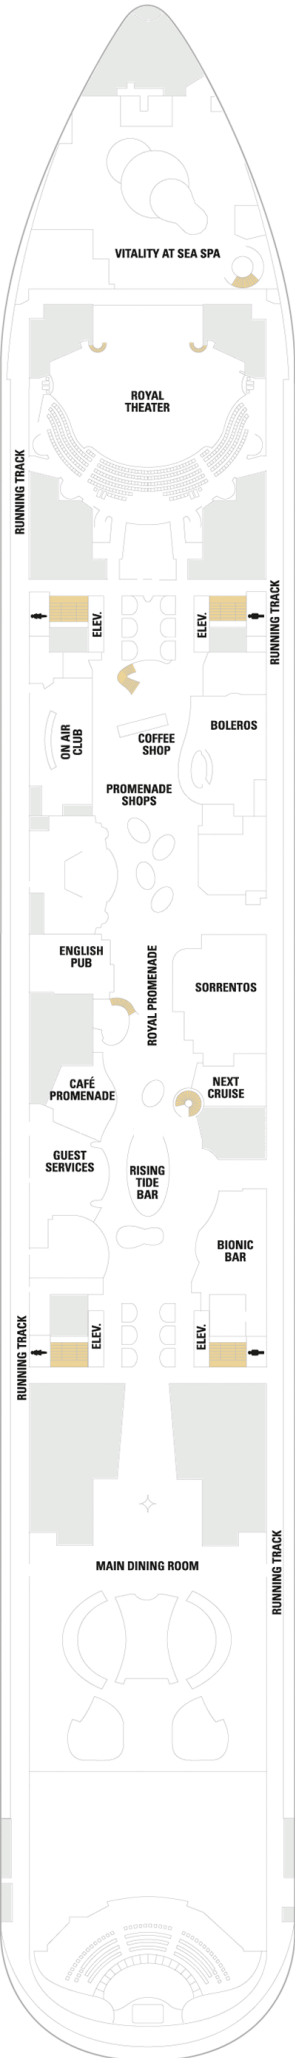 VITALITY AT SEA SPA
ROYAL
THEATER
RUNNING TRACK
RUNNING TRACK
ELEV.
ELEV.
ON AIR
CLUB
COFFEE
SHOP
BOLEROS
PROMENADE
SHOPS
ENGLISH
PUB
ROYAL PROMENADE
SORRENTOS
CAFÉ
PROMENADE
NEXT
CRUISE
GUEST
SERVICES
RISING
TIDE
BAR
BIONIC
BAR
RUNNING TRACK
ELEV.
ELEV.
MAIN DINING ROOM
RUNNING TRACK